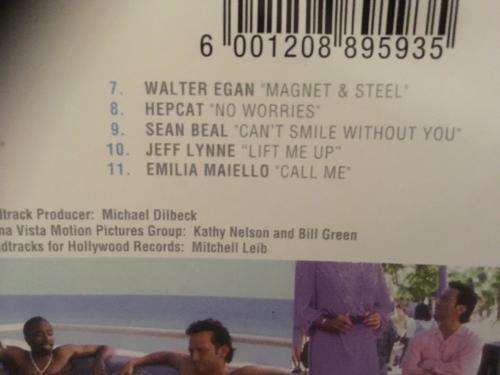 6 001208 895935
7. WALTER EGAN "MAGNET & STEEL"
8. HEPCAT "NO WORRIES"
9. SEAN BEAL "CAN'T SMILE WITHOUT YOU"
10. JEFF LYNNE "LIFT ME UP"
11. EMILIA MAIELLO "CALL ME"
dtrack Producer: Michael Dilbeck
na Vista Motion Pictures Group: Kathy Nelson and Bill Green
ndtracks for Hollywood Records: Mitchell Leib